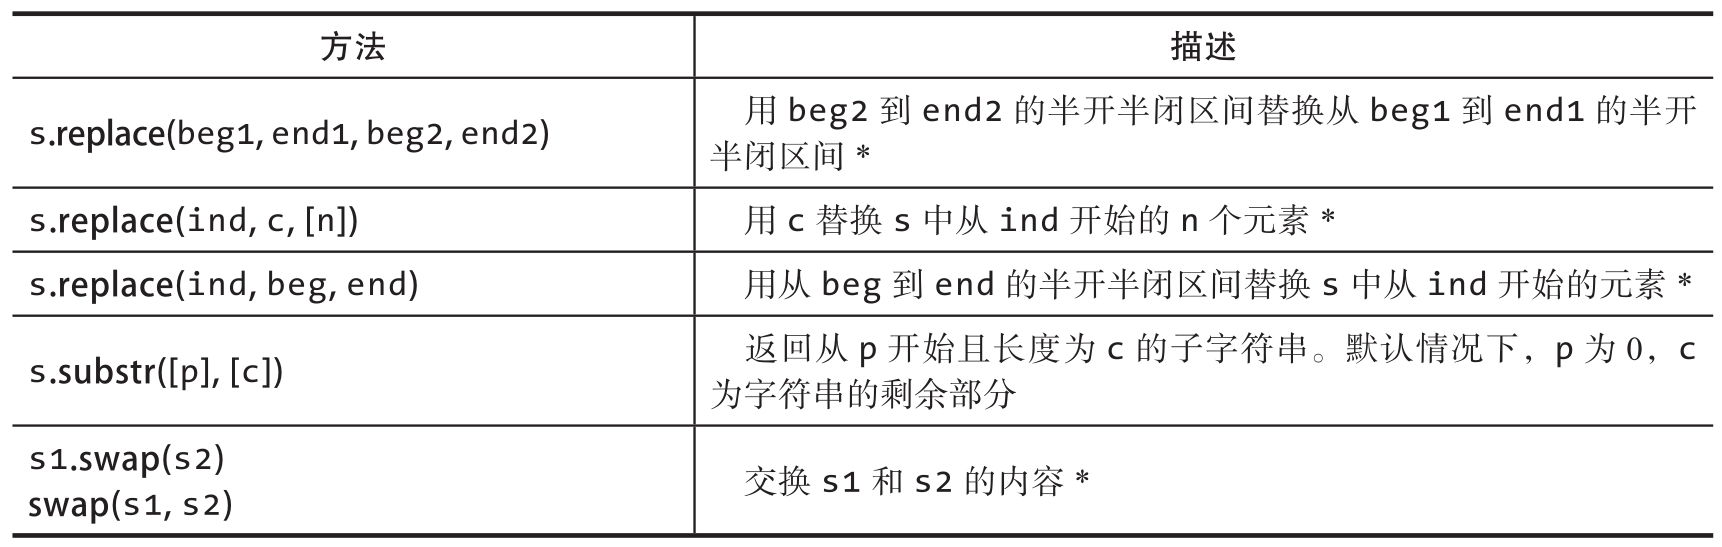 方法 描述
s.replace(beg1, end1, beg2, end2) 用 beg2 到 end2 的半开半闭区间替换从 beg1 到 end1 的半开
半闭区间 *
s.replace(ind, c, [n]) 用 c 替换 s 中从 ind 开始的 n 个元素 *
s.replace(ind, beg, end) 用从 beg 到 end 的半开半闭区间替换 s 中从 ind 开始的元素 *
s.substr([p], [c]) 返回从 p 开始且长度为 c 的子字符串。默认情况下，p 为 0，c
为字符串的剩余部分
s1.swap(s2)
swap(s1, s2) 交换 s1 和 s2 的内容 *